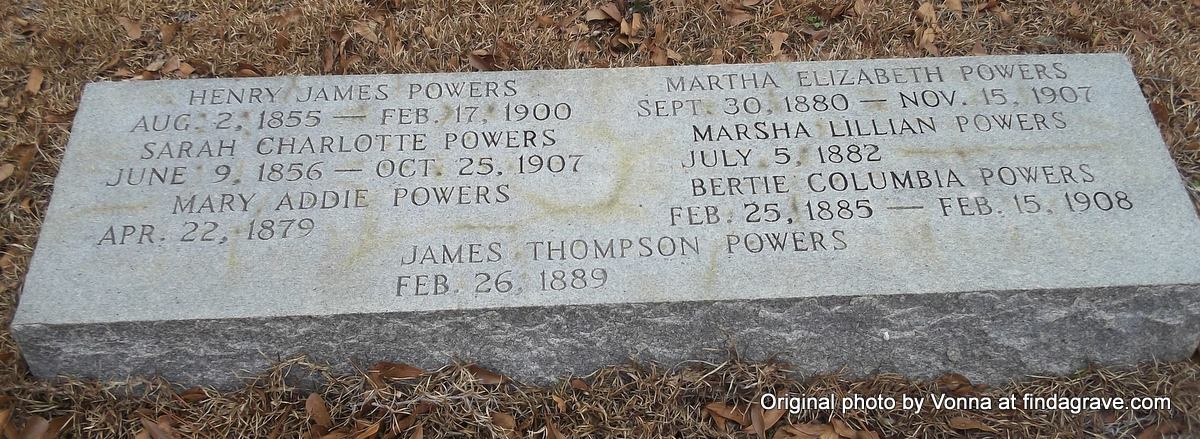 HENRY JAMES POWERS
AUG. 2, 1855 — FEB. 17, 1900
SARAH CHARLOTTE POWERS
JUNE 9, 1856 — OCT. 25, 1907
MARY ADDIE POWERS
APR. 22, 1879
MARTHA ELIZABETH POWERS
SEPT. 30, 1880 — NOV. 15, 1907
MARSHA LILLIAN POWERS
JULY 5, 1882
BERTIE COLUMBIA POWERS
FEB. 25, 1885 — FEB. 15, 1908
JAMES THOMPSON POWERS
FEB. 26, 1889
Original photo by Vonna at findagrave.com